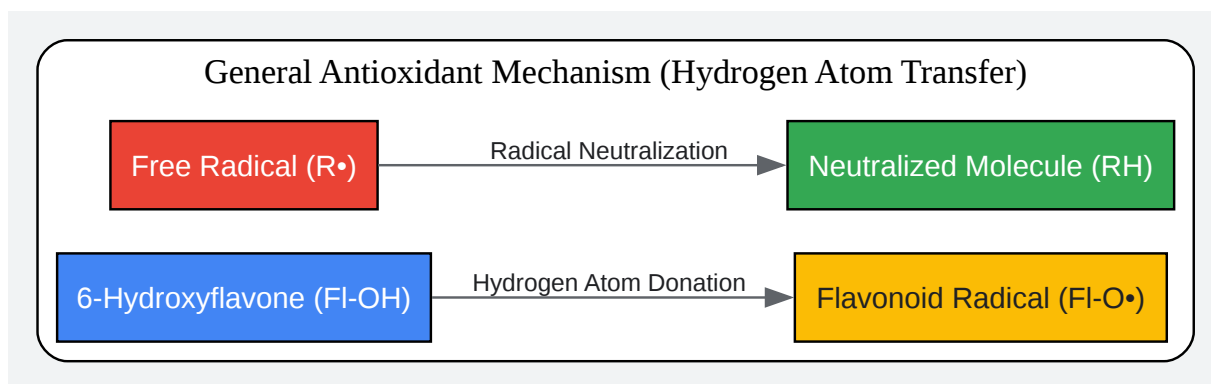 General Antioxidant Mechanism (Hydrogen Atom Transfer)
Free Radical (R•)
Radical Neutralization
Neutralized Molecule (RH)
6-Hydroxyflavone (Fl-OH)
Hydrogen Atom Donation
Flavonoid Radical (Fl-O•)